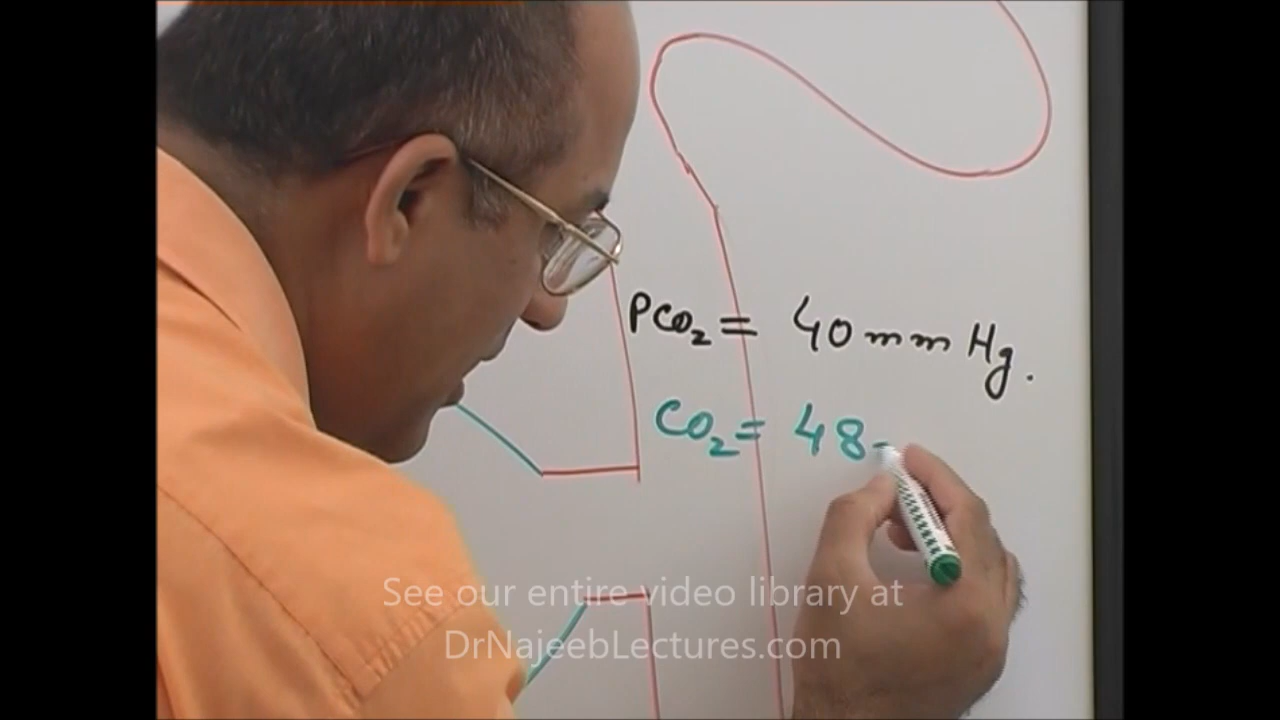 PCO₂ = 40 mm Hg.
CO₂ = 48
See our entire video library at
DrNajeebLectures.com